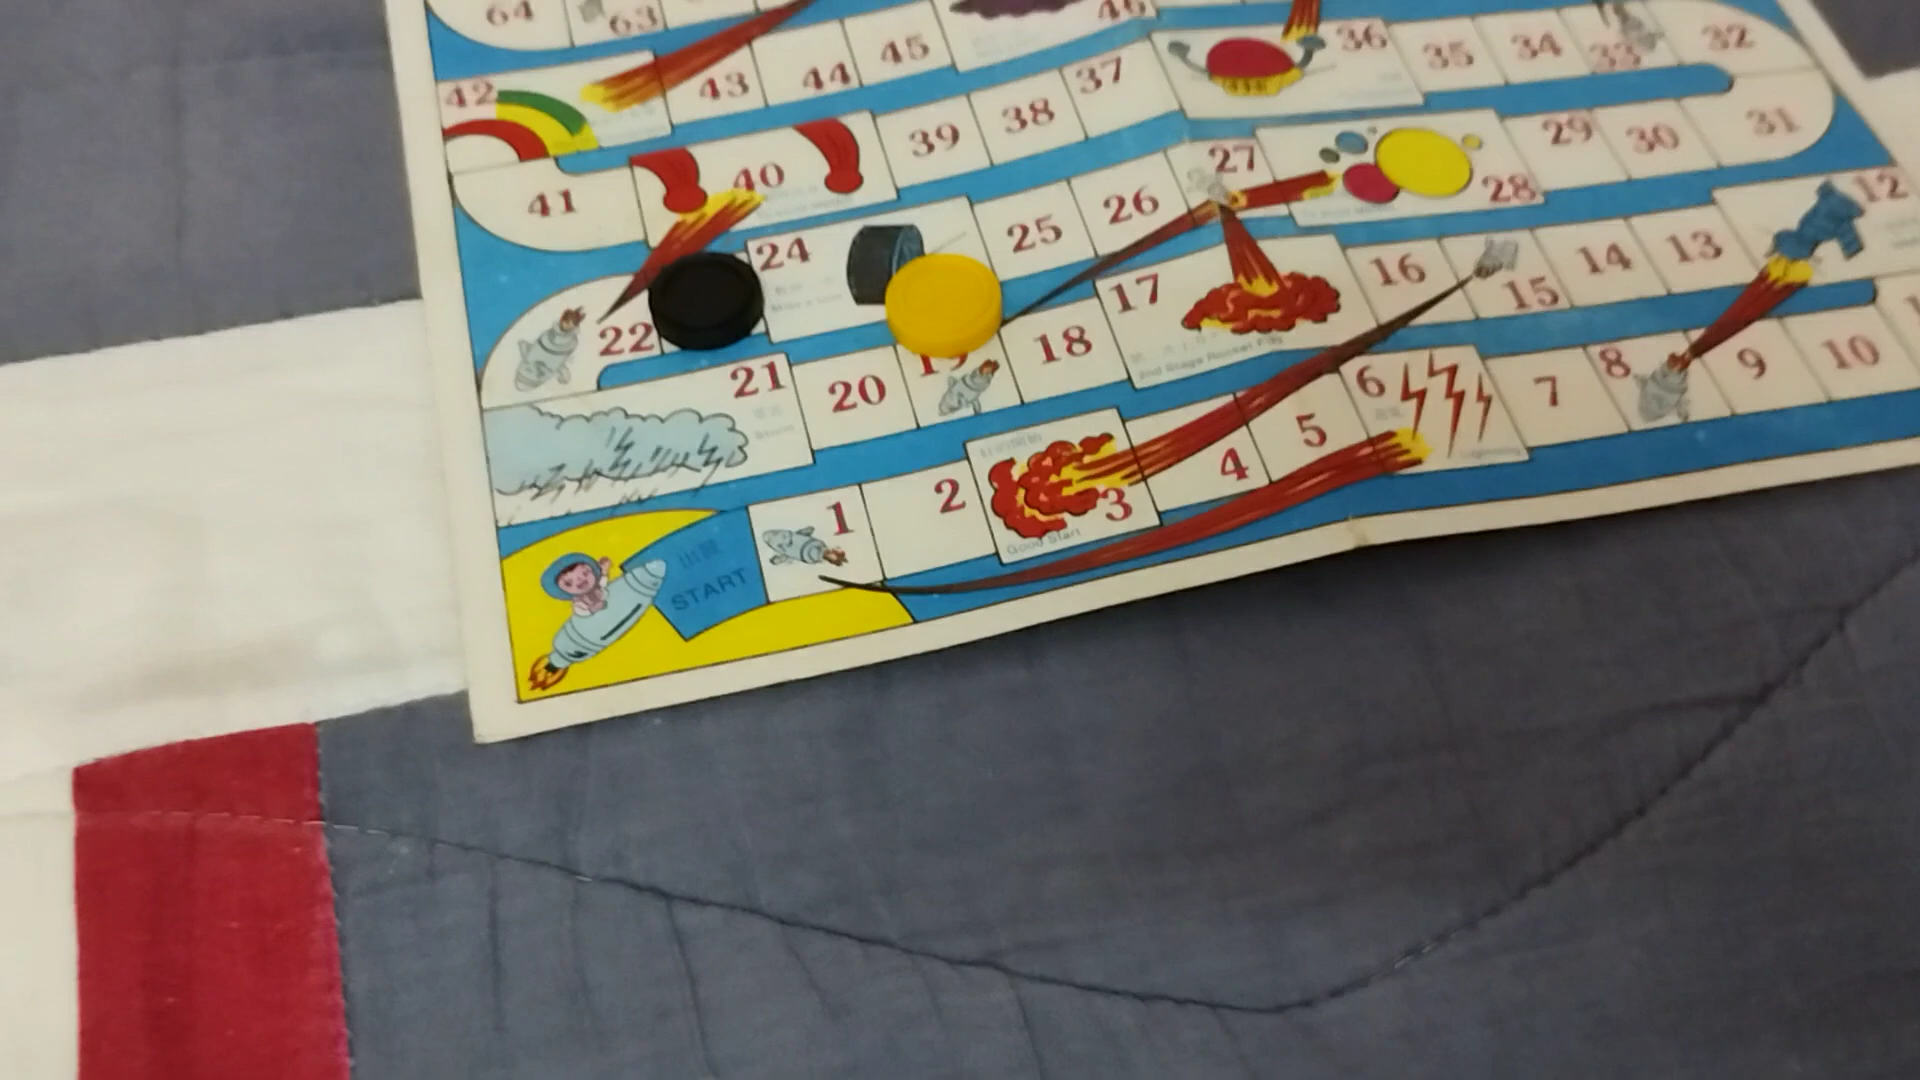 64 63 46
42 43 44 45 36 35 34 33 32
41 40 39 38 37 27 28 29 30 31
22 24 25 26 17 16 15 14 13 12
21 20 19 18
2nd Stage Rocket Fire
Storm
1 2 3 4 5 6 7 8 9 10
Lightning
Good Start
START